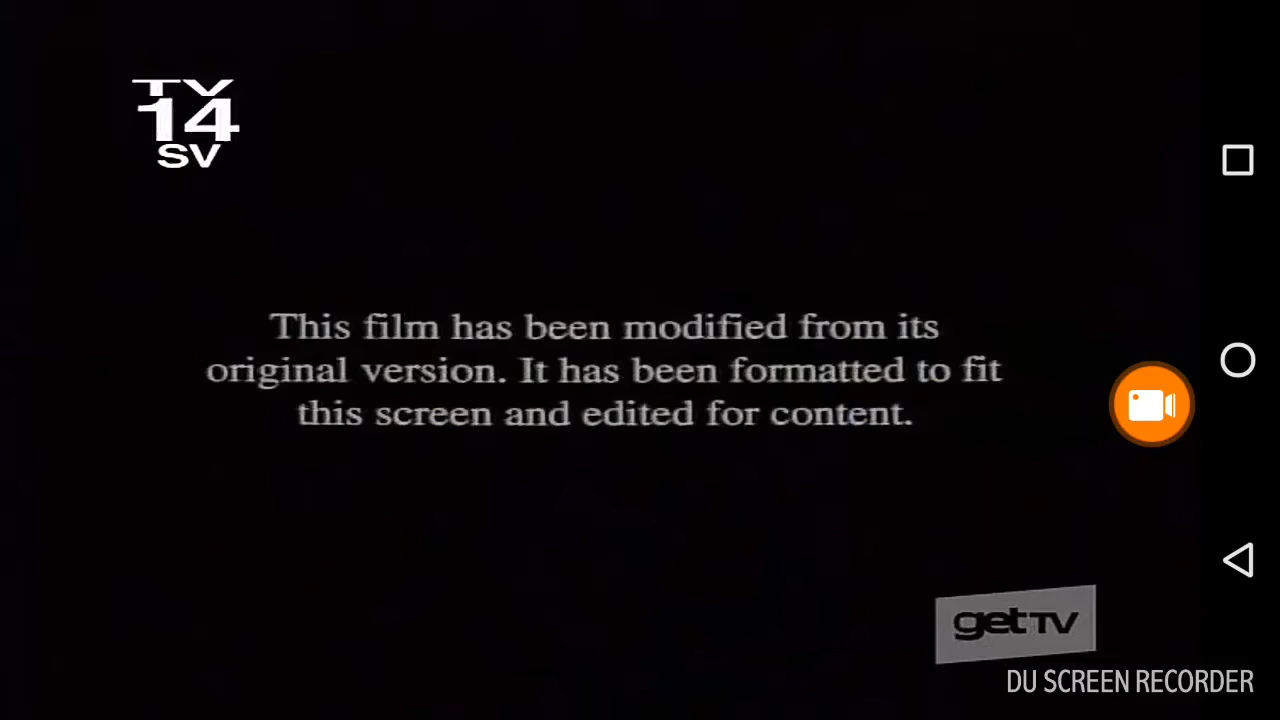 TV
14
SV
This film has been modified from its
original version. It has been formatted to fit
this screen and edited for content.
getTV
DU SCREEN RECORDER